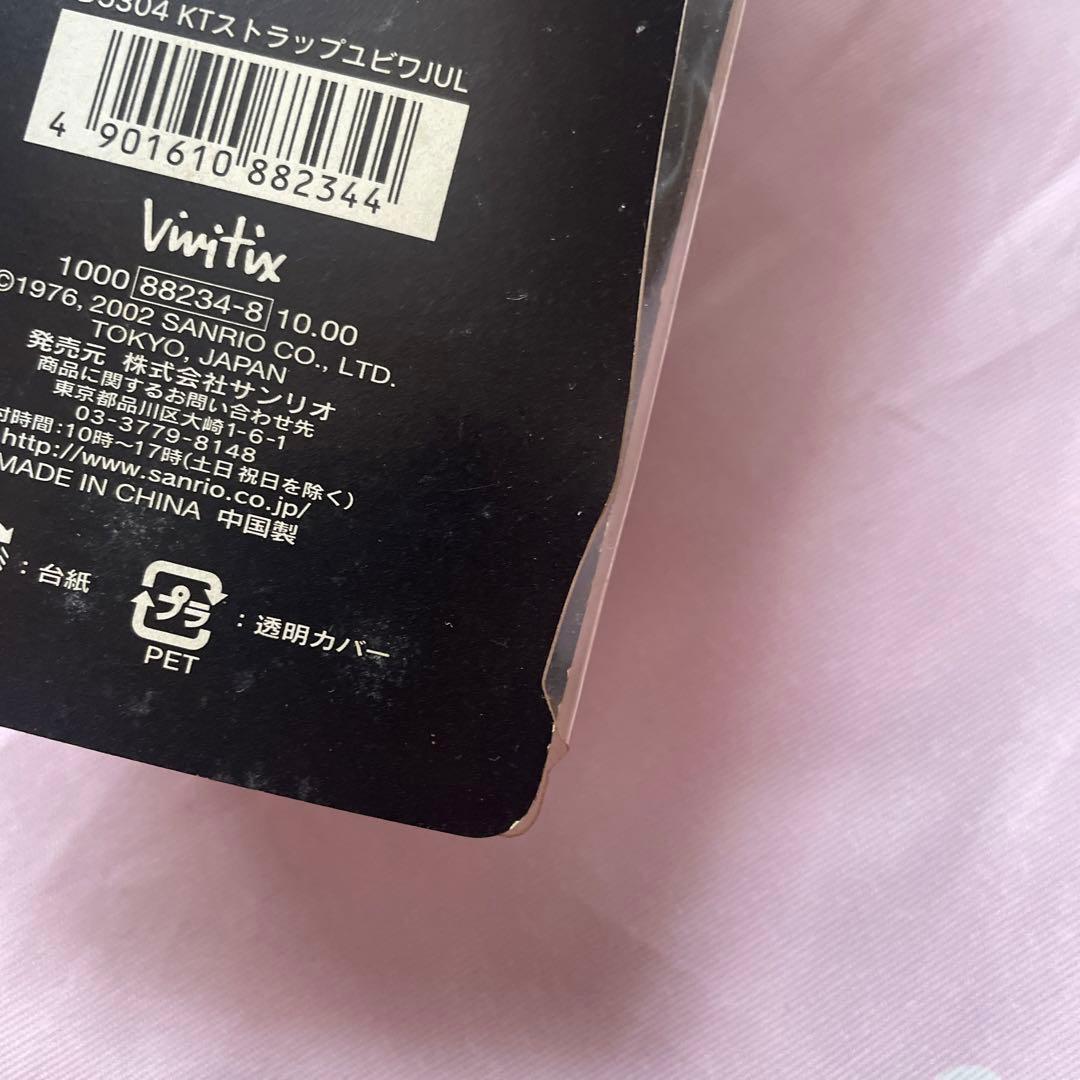 KTストラップユビワJUL
4 901610 882344
Vivitix
1000 88234-8 10.00
©1976, 2002 SANRIO CO., LTD.
TOKYO, JAPAN
発売元 株式会社サンリオ
商品に関するお問い合わせ先
東京都品川区大崎1-6-1
03-3779-8148
付時間:10時〜17時(土日祝日を除く)
http://www.sanrio.co.jp/
MADE IN CHINA 中国製
:台紙
プラ
:透明カバー
PET